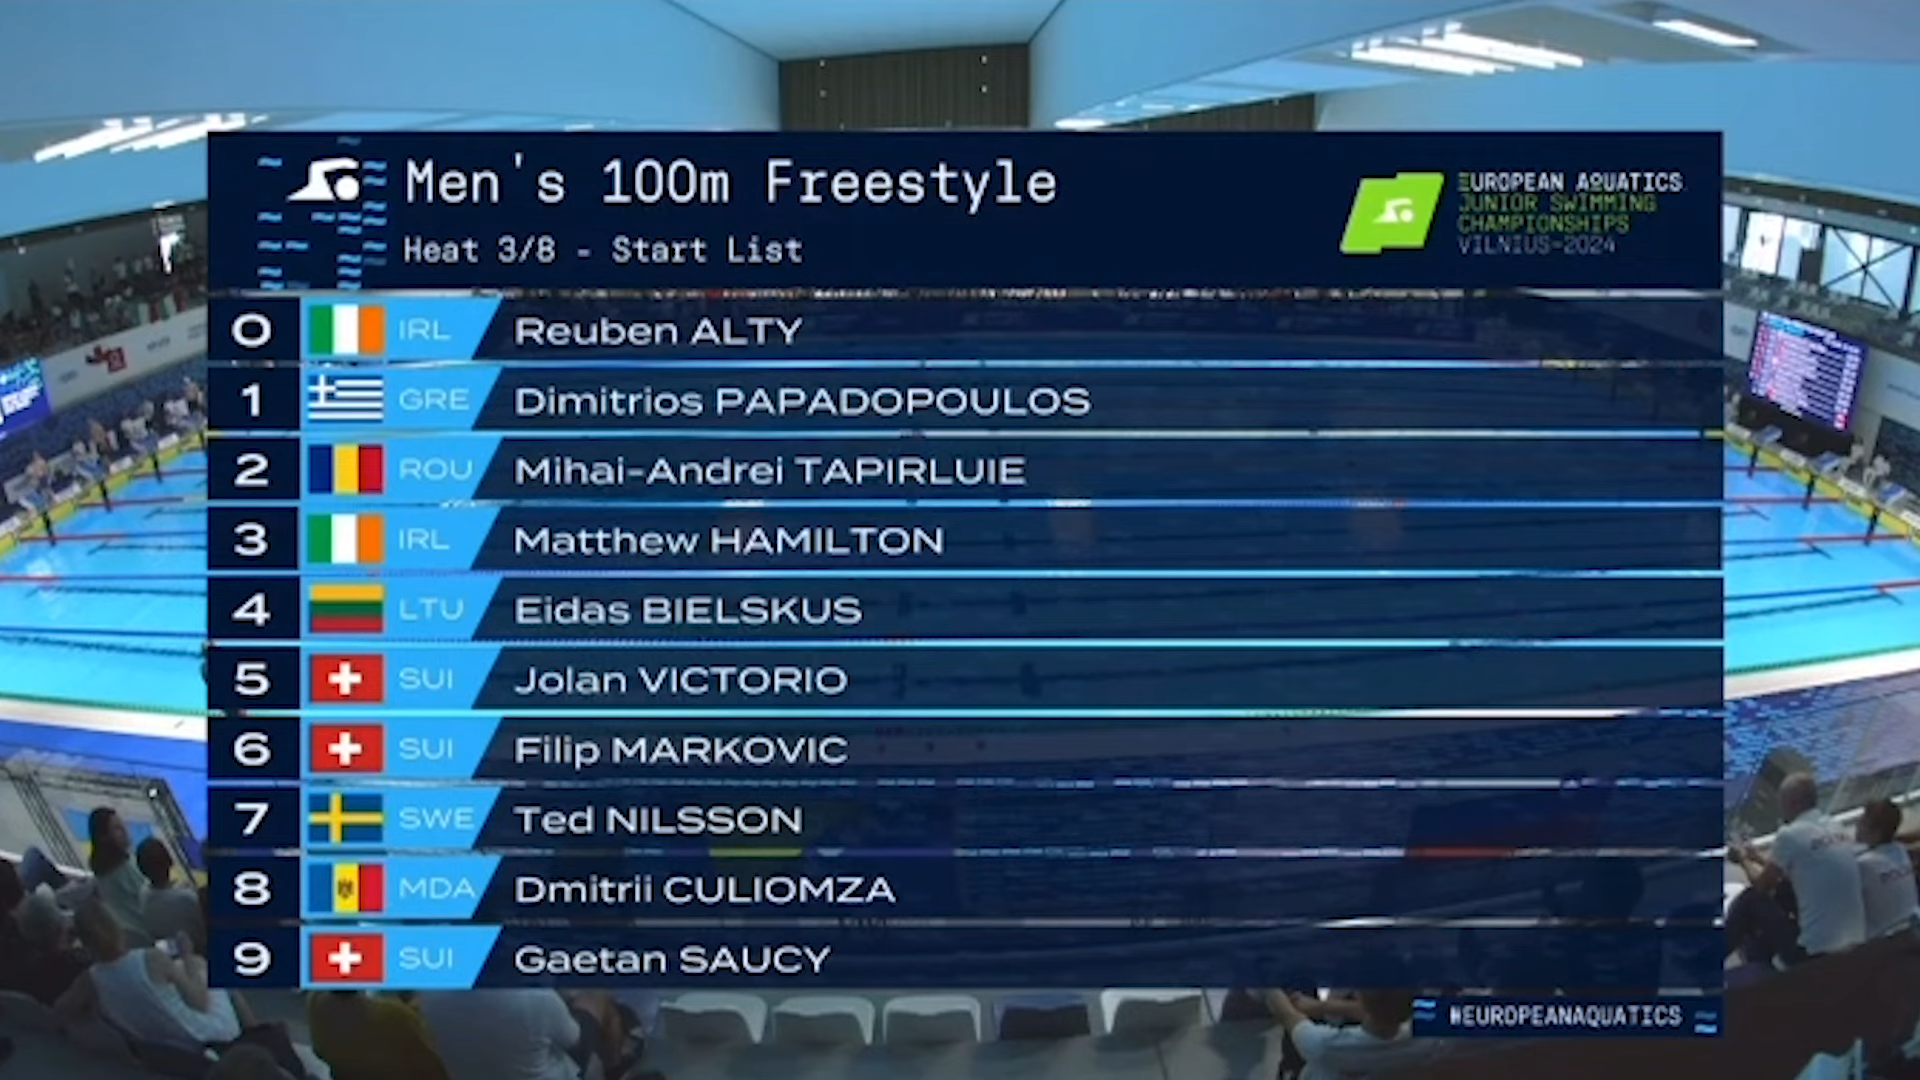 Men's 100m Freestyle
Heat 3/8 - Start List
EUROPEAN AQUATICS
JUNIOR SWIMMING
CHAMPIONSHIPS
VILNIUS-2024
0 IRL Reuben ALTY
1 GRE Dimitrios PAPADOPOULOS
2 ROU Mihai-Andrei TAPIRLUIE
3 IRL Matthew HAMILTON
4 LTU Eidas BIELSKUS
5 SUI Jolan VICTORIO
6 SUI Filip MARKOVIC
7 SWE Ted NILSSON
8 MDA Dmitrii CULIOMZA
9 SUI Gaetan SAUCY
#EUROPEANAQUATICS